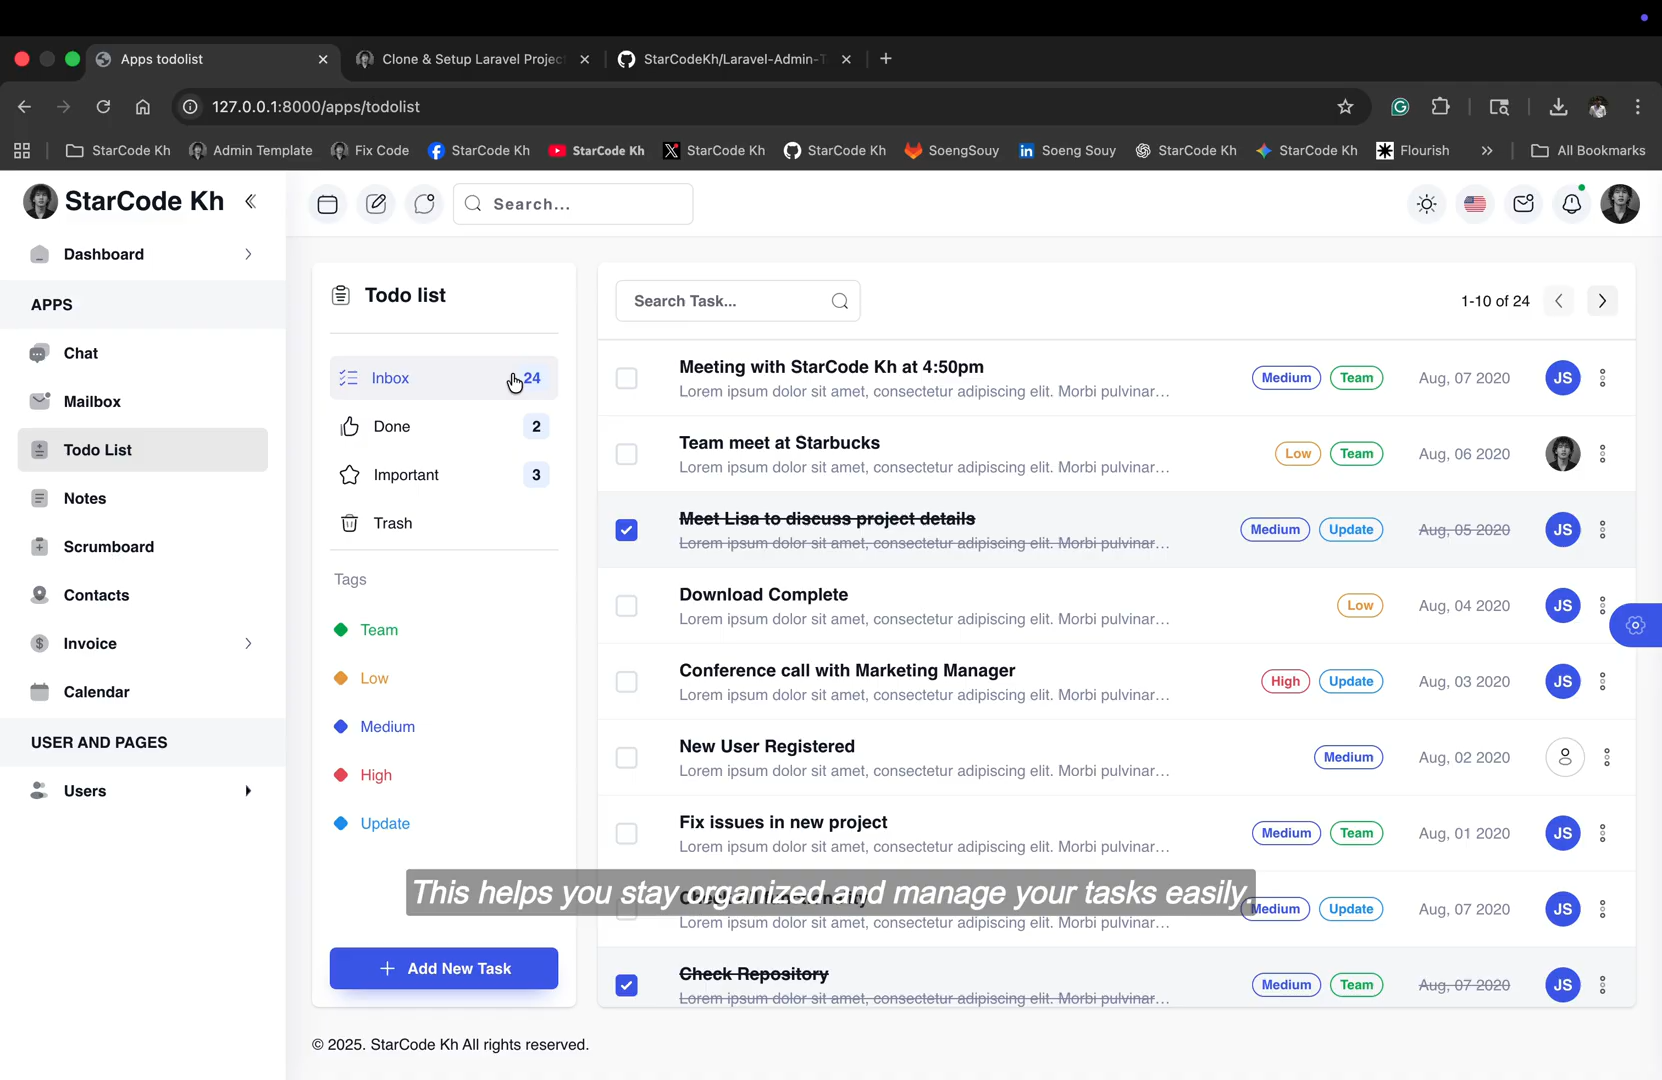 Apps todolist
Clone & Setup Laravel Projec
StarCodeKh/Laravel-Admin-T
127.0.0.1:8000/apps/todolist
StarCode Kh
Admin Template
Fix Code
StarCode Kh
StarCode Kh
StarCode Kh
StarCode Kh
SoengSouy
Soeng Souy
StarCode Kh
StarCode Kh
Flourish
All Bookmarks
StarCode Kh
Search...
Dashboard
APPS
Chat
Mailbox
Todo List
Notes
Scrumboard
Contacts
Invoice
Calendar
USER AND PAGES
Users
Todo list
Inbox 24
Done 2
Important 3
Trash
Tags
Team
Low
Medium
High
Update
Add New Task
Search Task...
1-10 of 24
Meeting with StarCode Kh at 4:50pm
Lorem ipsum dolor sit amet, consectetur adipiscing elit. Morbi pulvinar...
Medium Team Aug, 07 2020 JS
Team meet at Starbucks
Lorem ipsum dolor sit amet, consectetur adipiscing elit. Morbi pulvinar...
Low Team Aug, 06 2020
Meet Lisa to discuss project details
Lorem ipsum dolor sit amet, consectetur adipiscing elit. Morbi pulvinar...
Medium Update Aug, 05 2020 JS
Download Complete
Lorem ipsum dolor sit amet, consectetur adipiscing elit. Morbi pulvinar...
Low Aug, 04 2020 JS
Conference call with Marketing Manager
Lorem ipsum dolor sit amet, consectetur adipiscing elit. Morbi pulvinar...
High Update Aug, 03 2020 JS
New User Registered
Lorem ipsum dolor sit amet, consectetur adipiscing elit. Morbi pulvinar...
Medium Aug, 02 2020
Fix issues in new project
Lorem ipsum dolor sit amet, consectetur adipiscing elit. Morbi pulvinar...
Medium Team Aug, 01 2020 JS
This helps you stay organized and manage your tasks easily.
Lorem ipsum dolor sit amet, consectetur adipiscing elit. Morbi pulvinar...
Medium Update Aug, 07 2020 JS
Check Repository
Lorem ipsum dolor sit amet, consectetur adipiscing elit. Morbi pulvinar...
Medium Team Aug, 07 2020 JS
© 2025. StarCode Kh All rights reserved.